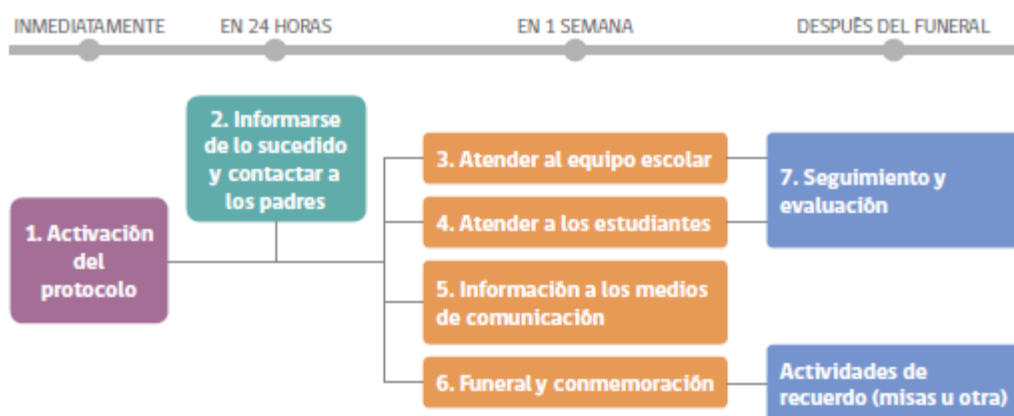 INMEDIATAMENTE
EN 24 HORAS
EN 1 SEMANA
DESPUÉS DEL FUNERAL
1. Activación
del
protocolo
2. Informarse
de lo sucedido
y contactar a
los padres
3. Atender al equipo escolar
4. Atender a los estudiantes
5. Información a los medios
de comunicación
6. Funeral y conmemoración
7. Seguimiento y
evaluación
Actividades de
recuerdo (misas u otra)